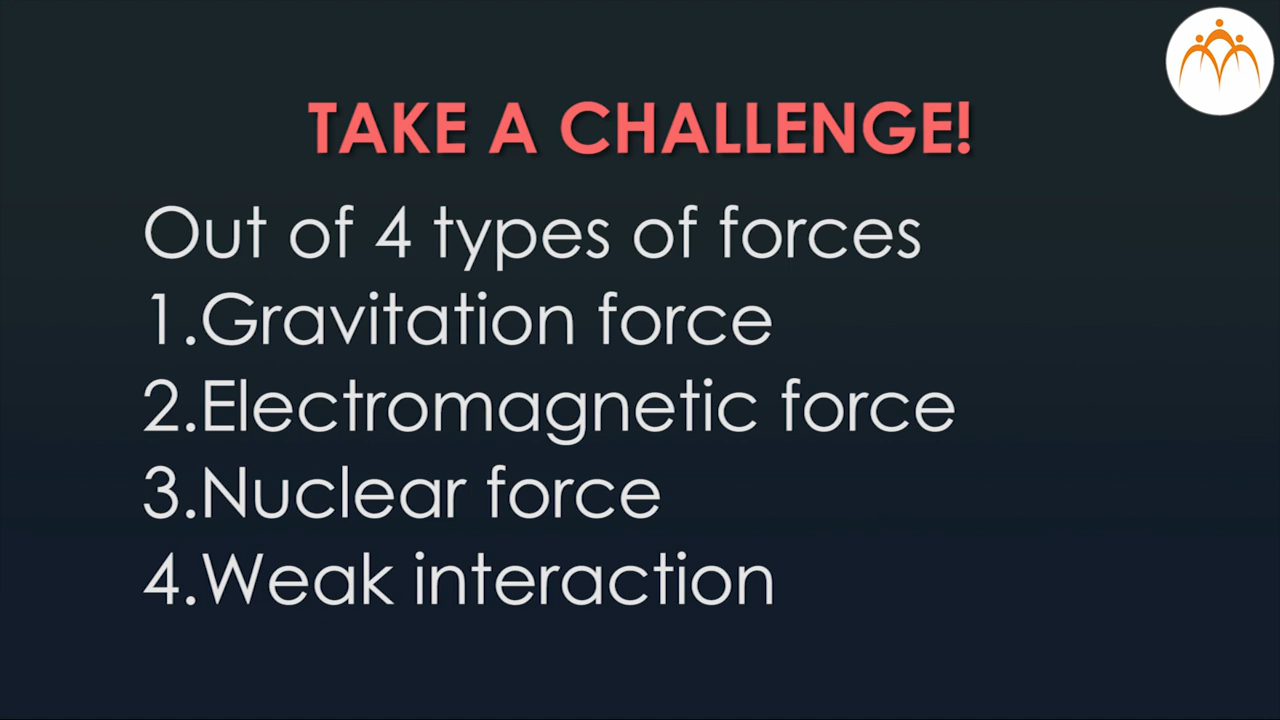 TAKE A CHALLENGE!
Out of 4 types of forces
1.Gravitation force
2.Electromagnetic force
3.Nuclear force
4.Weak interaction